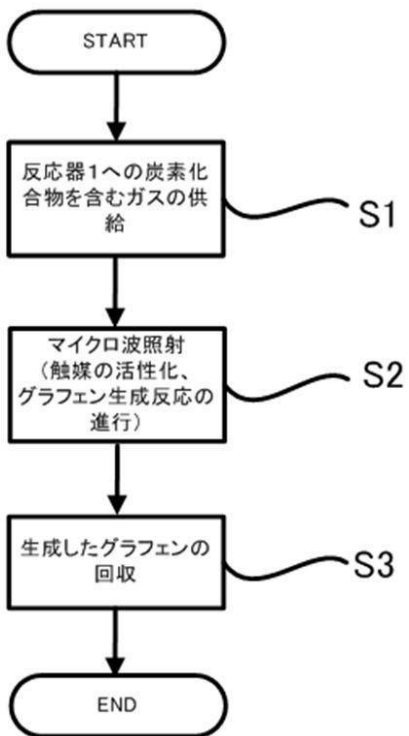 START
反応器1への炭素化
合物を含むガスの供
給
S1
マイクロ波照射
(触媒の活性化、
グラフェン生成反応の
進行)
S2
生成したグラフェンの
回収
S3
END